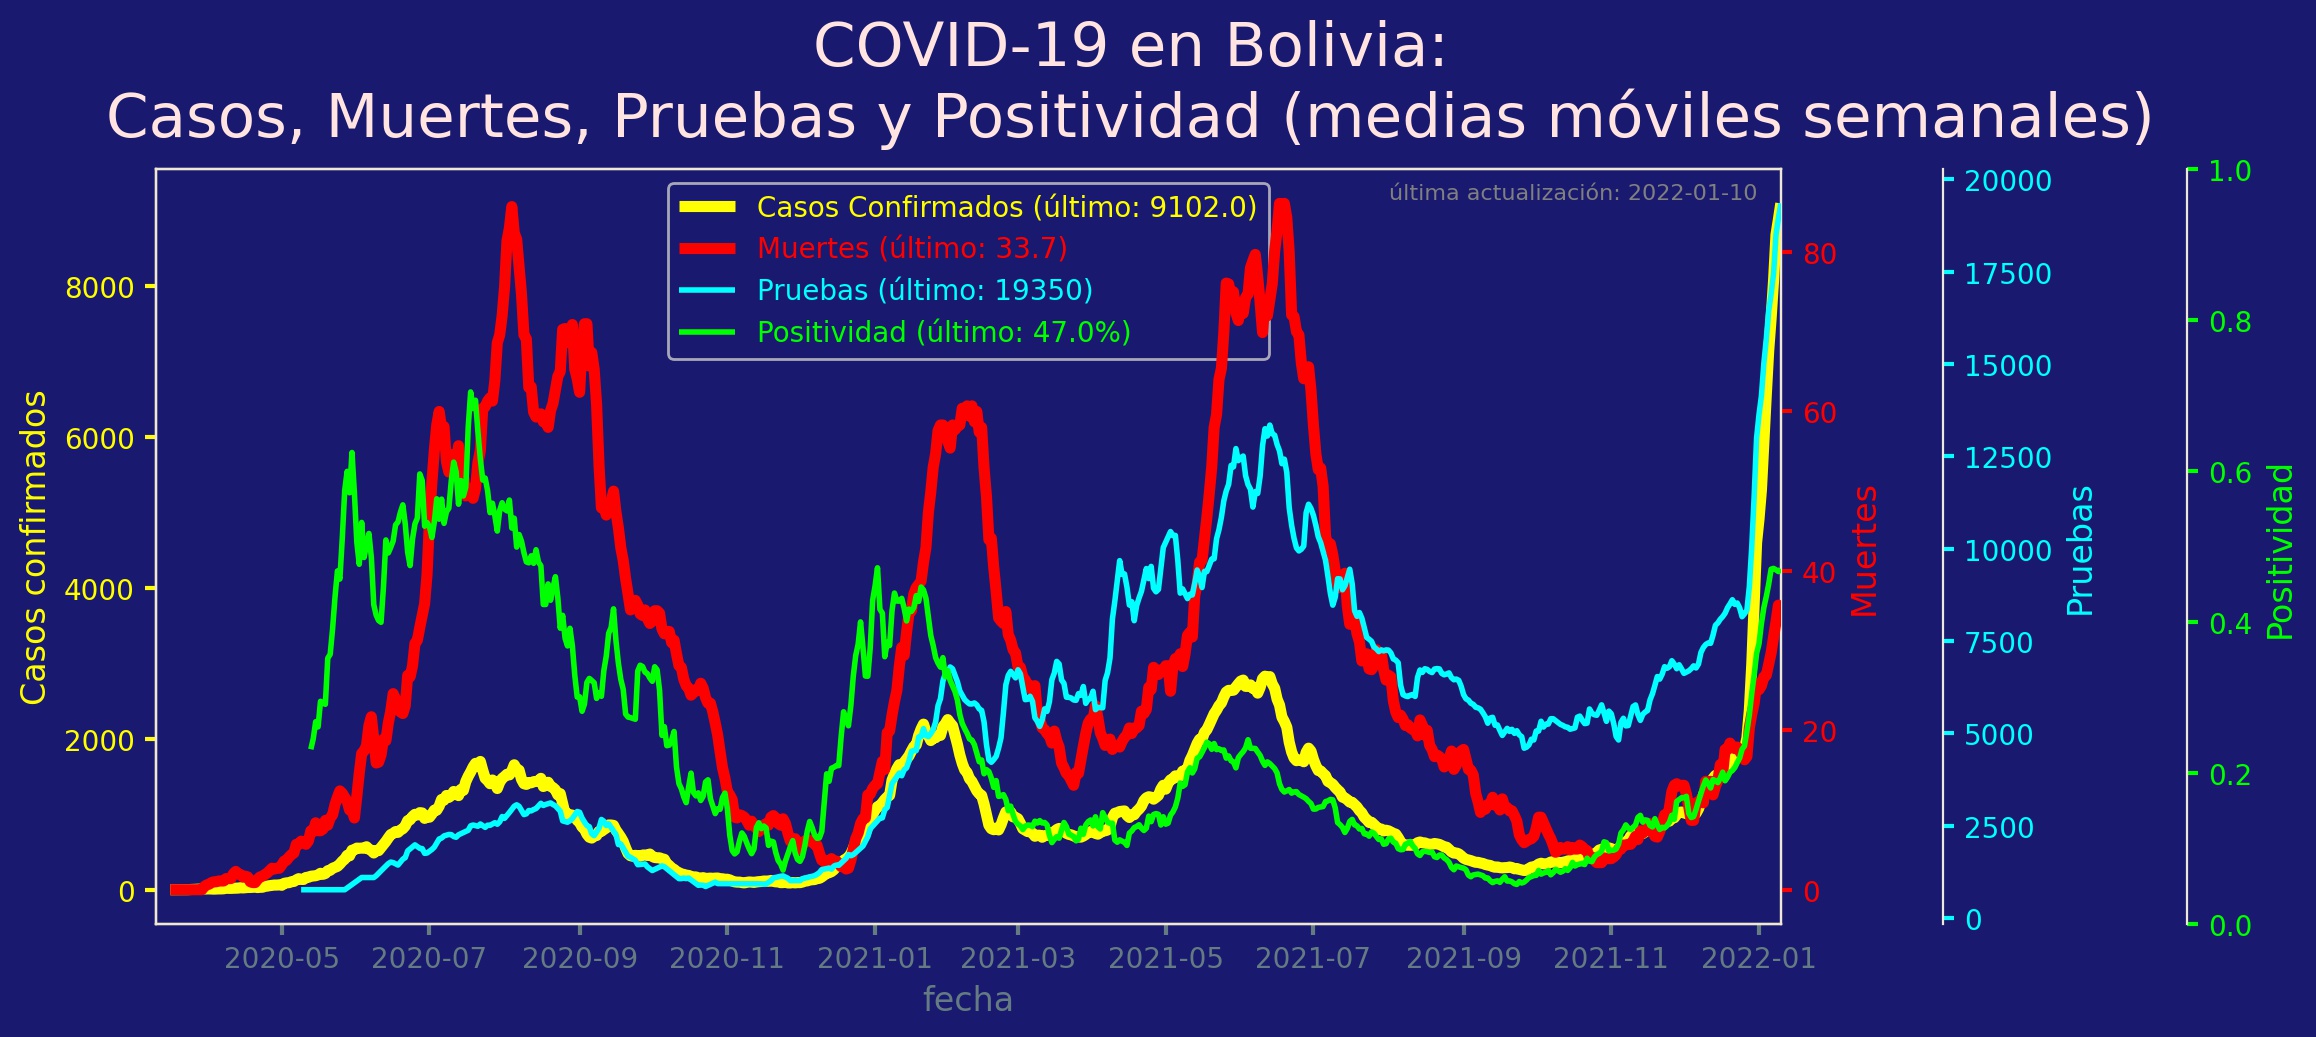 COVID-19 en Bolivia:
Casos, Muertes, Pruebas y Positividad (medias móviles semanales)
Casos Confirmados (último: 9102.0)
Muertes (último: 33.7)
Pruebas (último: 19350)
Positividad (último: 47.0%)
última actualización: 2022-01-10
Casos confirmados
8000
6000
4000
2000
0
80
60
40
20
0
Muertes
20000
17500
15000
12500
10000
7500
5000
2500
0
Pruebas
1.0
0.8
0.6
0.4
0.2
0.0
Positividad
2020-05 2020-07 2020-09 2020-11 2021-01 2021-03 2021-05 2021-07 2021-09 2021-11 2022-01
fecha